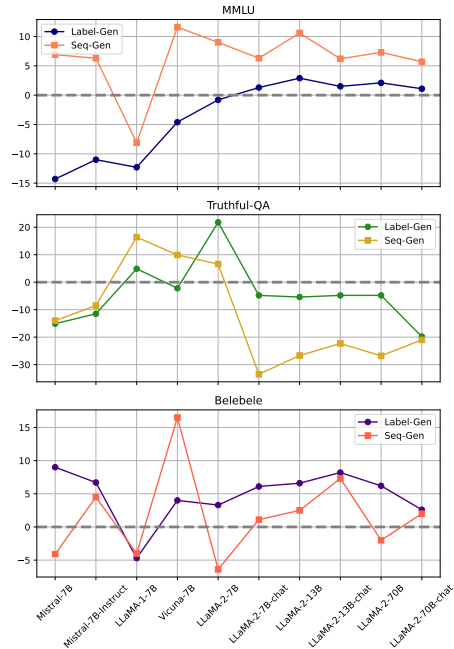 MMLU
Label-Gen
Seq-Gen
10
5
0
−5
−10
−15
Truthful-QA
Label-Gen
Seq-Gen
20
10
0
−10
−20
−30
Belebele
Label-Gen
Seq-Gen
15
10
5
0
−5
Mistral-7B
Mistral-7B-Instruct
LLaMA-1-7B
Vicuna-7B
LLaMA-2-7B
LLaMA-2-7B-chat
LLaMA-2-13B
LLaMA-2-13B-chat
LLaMA-2-70B
LLaMA-2-70B-chat